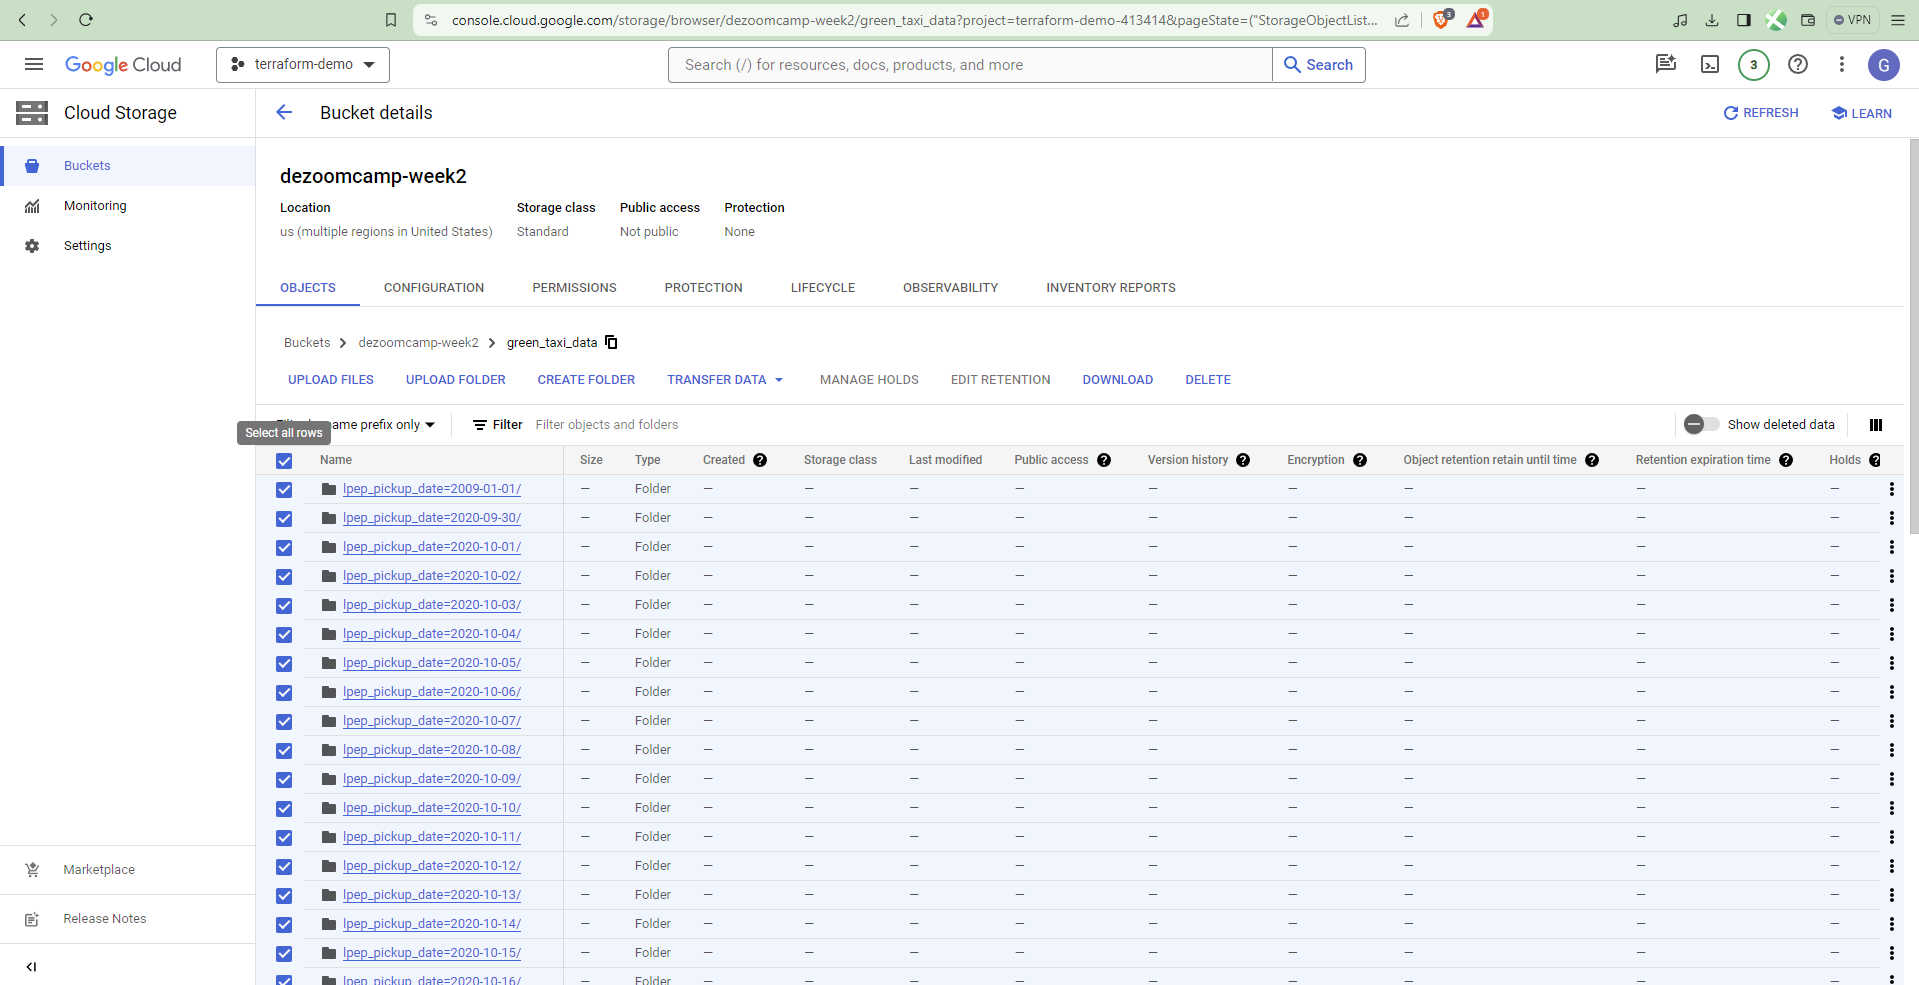 console.cloud.google.com/storage/browser/dezoomcamp-week2/green_taxi_data?project=terraform-demo-413414&pageState=("StorageObjectList...
3
1
VPN
Google Cloud
terraform-demo
Search (/) for resources, docs, products, and more
Search
3
G
Cloud Storage
Bucket details
REFRESH
LEARN
Buckets
Monitoring
Settings
Marketplace
Release Notes
dezoomcamp-week2
Location Storage class Public access Protection
us (multiple regions in United States) Standard Not public None
OBJECTS CONFIGURATION PERMISSIONS PROTECTION LIFECYCLE OBSERVABILITY INVENTORY REPORTS
Buckets > dezoomcamp-week2 > green_taxi_data
UPLOAD FILES UPLOAD FOLDER CREATE FOLDER TRANSFER DATA MANAGE HOLDS EDIT RETENTION DOWNLOAD DELETE
name prefix only Filter Filter objects and folders Show deleted data
Select all rows
Name Size Type Created Storage class Last modified Public access Version history Encryption Object retention retain until time Retention expiration time Holds
lpep_pickup_date=2009-01-01/ — Folder — — — — — — — — —
lpep_pickup_date=2020-09-30/ — Folder — — — — — — — — —
lpep_pickup_date=2020-10-01/ — Folder — — — — — — — — —
lpep_pickup_date=2020-10-02/ — Folder — — — — — — — — —
lpep_pickup_date=2020-10-03/ — Folder — — — — — — — — —
lpep_pickup_date=2020-10-04/ — Folder — — — — — — — — —
lpep_pickup_date=2020-10-05/ — Folder — — — — — — — — —
lpep_pickup_date=2020-10-06/ — Folder — — — — — — — — —
lpep_pickup_date=2020-10-07/ — Folder — — — — — — — — —
lpep_pickup_date=2020-10-08/ — Folder — — — — — — — — —
lpep_pickup_date=2020-10-09/ — Folder — — — — — — — — —
lpep_pickup_date=2020-10-10/ — Folder — — — — — — — — —
lpep_pickup_date=2020-10-11/ — Folder — — — — — — — — —
lpep_pickup_date=2020-10-12/ — Folder — — — — — — — — —
lpep_pickup_date=2020-10-13/ — Folder — — — — — — — — —
lpep_pickup_date=2020-10-14/ — Folder — — — — — — — — —
lpep_pickup_date=2020-10-15/ — Folder — — — — — — — — —
lpep_pickup_date=2020-10-16/ — Folder — — — — — — — — —